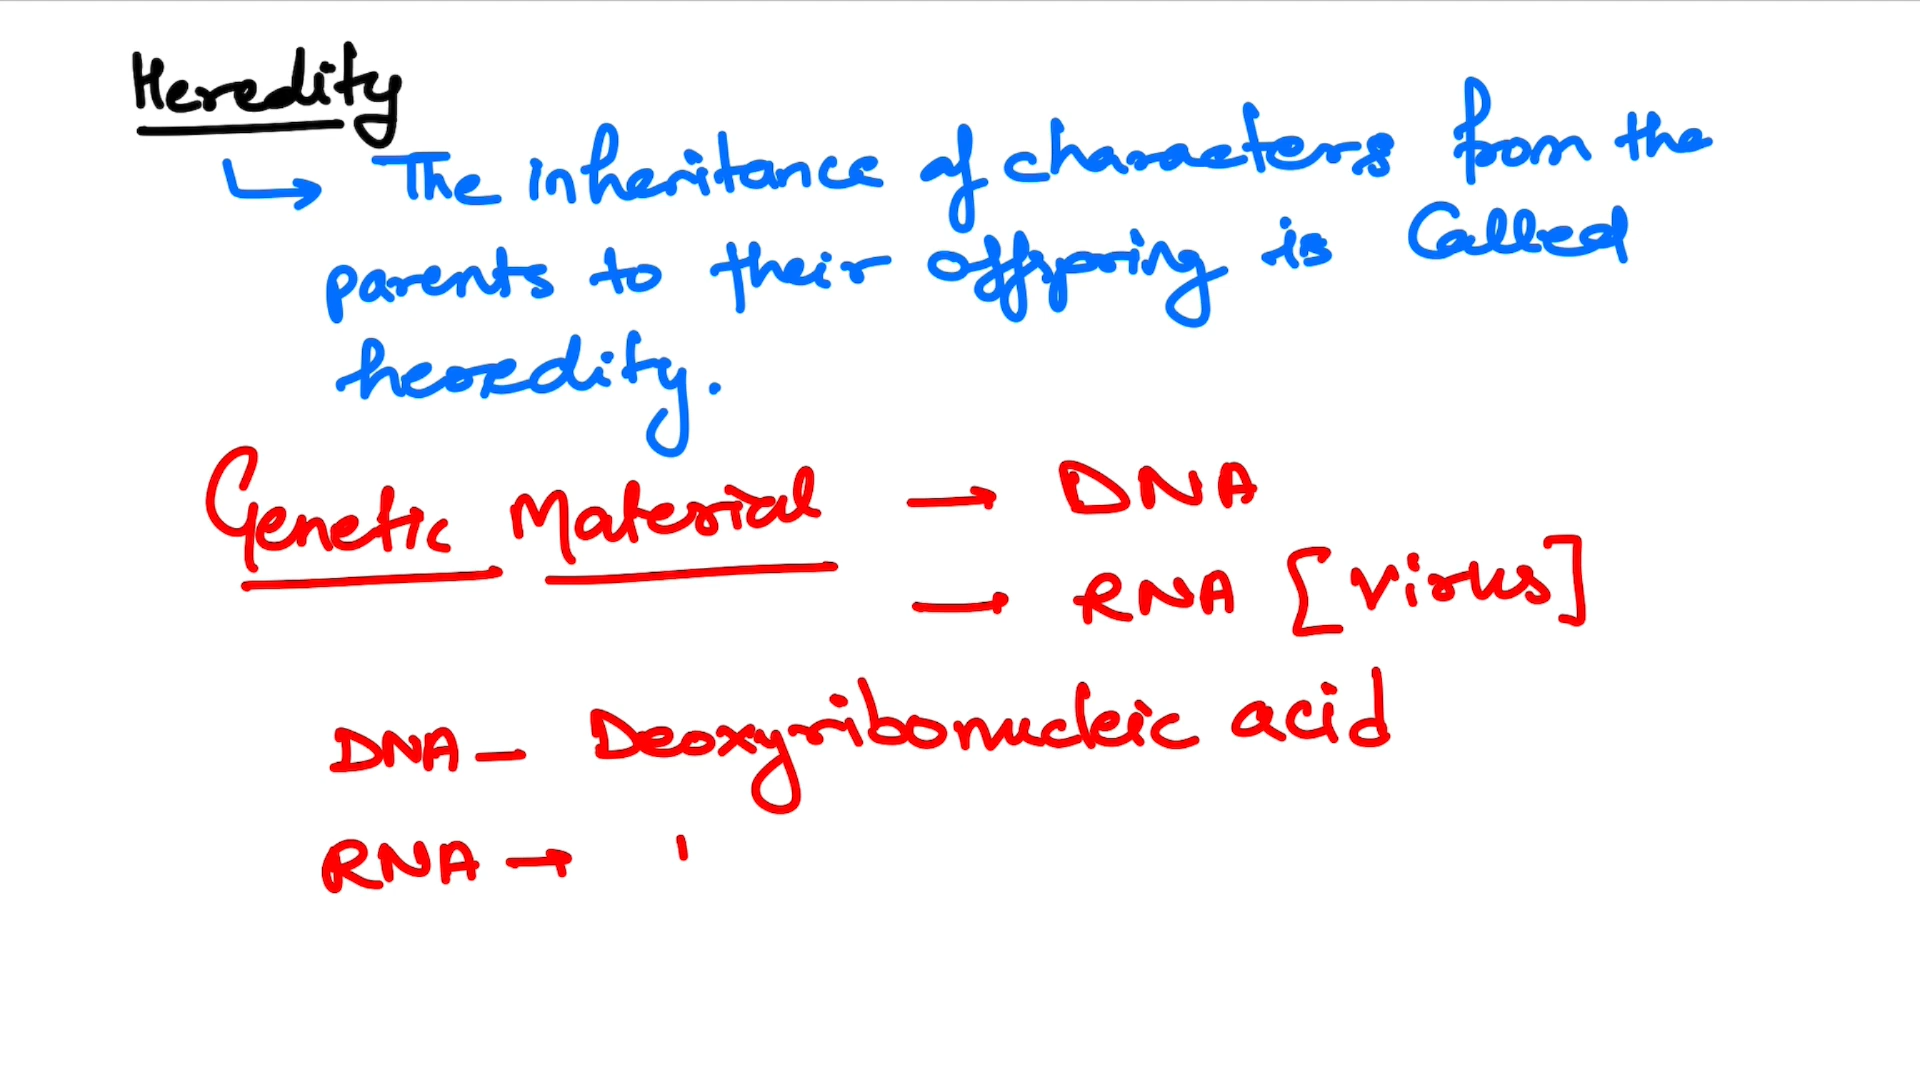 Heredity
↳ The inheritance of characters from the
parents to their offspring is Called
heredity.
Genetic Material → DNA
→ RNA [Virus]
DNA - Deoxyribonucleic acid
RNA →